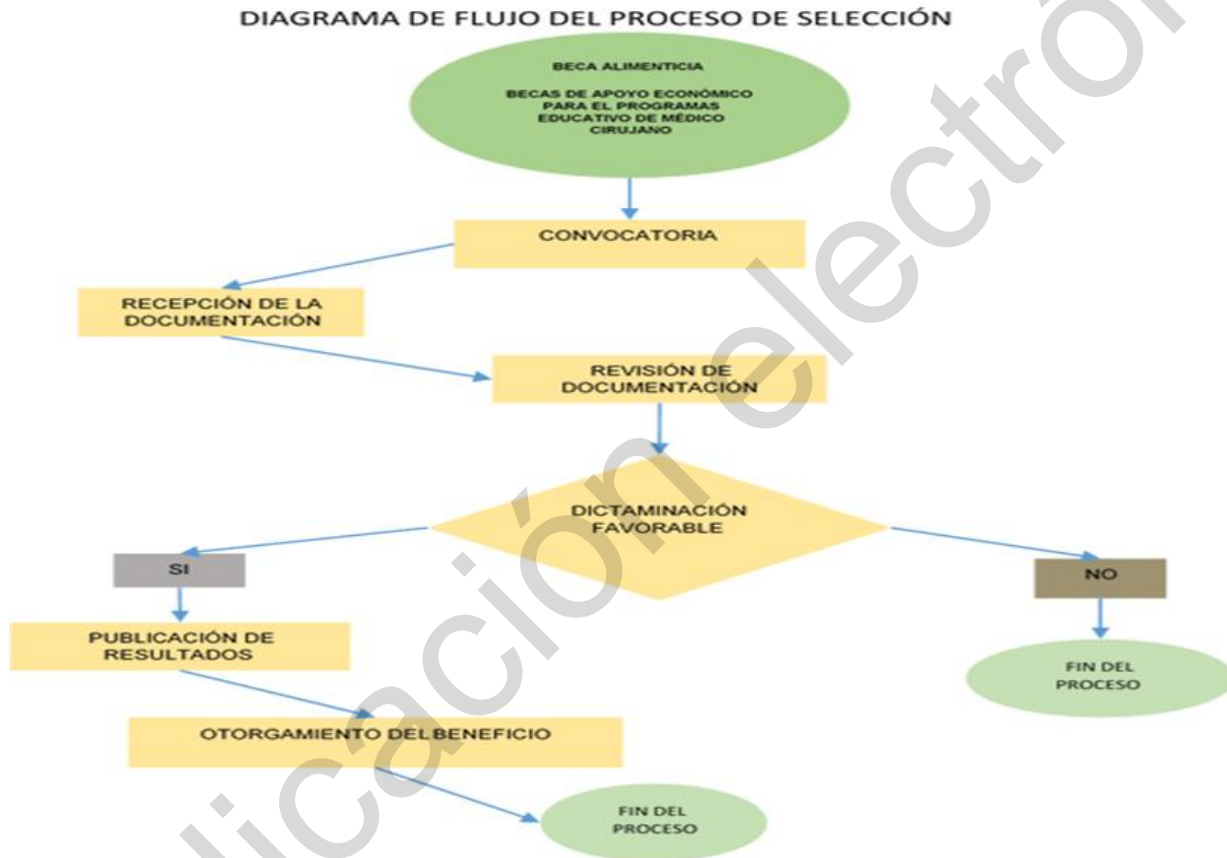 DIAGRAMA DE FLUJO DEL PROCESO DE SELECCIÓN
BECA ALIMENTICIA
BECAS DE APOYO ECONÓMICO
PARA EL PROGRAMAS
EDUCATIVO DE MÉDICO
CIRUJANO
CONVOCATORIA
RECEPCIÓN DE LA
DOCUMENTACIÓN
REVISIÓN DE
DOCUMENTACIÓN
DICTAMINACIÓN
FAVORABLE
SI
NO
PUBLICACIÓN DE
RESULTADOS
FIN DEL
PROCESO
OTORGAMIENTO DEL BENEFICIO
FIN DEL
PROCESO